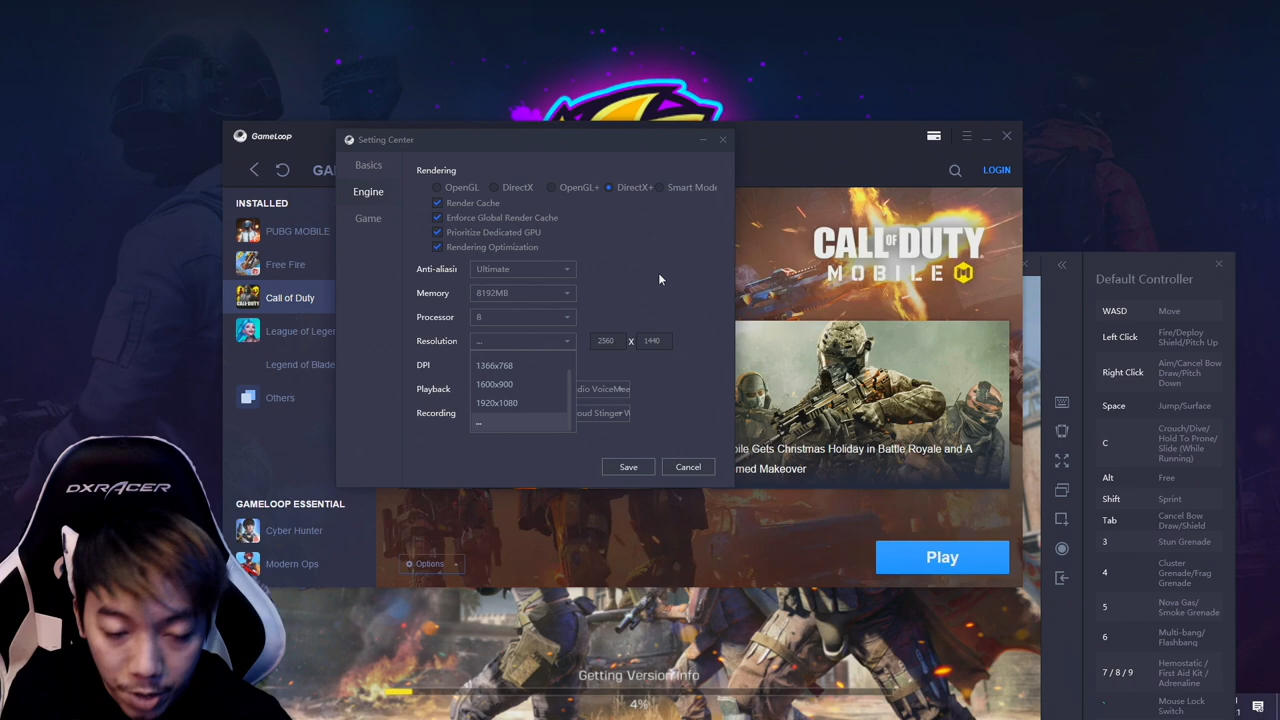 GameLoop
GA
LOGIN
INSTALLED
PUBG MOBILE
Free Fire
Call of Duty
League of Leger
Legend of Blade
Others
GAMELOOP ESSENTIAL
Cyber Hunter
Modern Ops
Setting Center
Basics
Engine
Game
Rendering
OpenGL
DirectX
OpenGL+
DirectX+
Smart Mode
Render Cache
Enforce Global Render Cache
Prioritize Dedicated GPU
Rendering Optimization
Anti-aliasi
Ultimate
Memory
8192MB
Processor
8
Resolution
...
2560
X
1440
DPI
1366x768
1600x900
1920x1080
...
Playback
dio VoiceMee
Recording
oud Stinger W
Save
Cancel
CALL OF DUTY
MOBILE
bile Gets Christmas Holiday in Battle Royale and A
med Makeover
Options
Play
Getting Version Info
4%
DXRACER
Default Controller
WASD Move
Left Click Fire/Deploy
Shield/Pitch Up
Right Click Aim/Cancel Bow
Draw/Pitch
Down
Space Jump/Surface
C Crouch/Dive/
Hold To Prone/
Slide (While
Running)
Alt Free
Shift Sprint
Tab Cancel Bow
Draw/Shield
3 Stun Grenade
4 Cluster
Grenade/Frag
Grenade
5 Nova Gas/
Smoke Grenade
6 Multi-bang/
Flashbang
7 / 8 / 9 Hemostatic /
First Aid Kit /
Adrenaline
` Mouse Lock
Switch